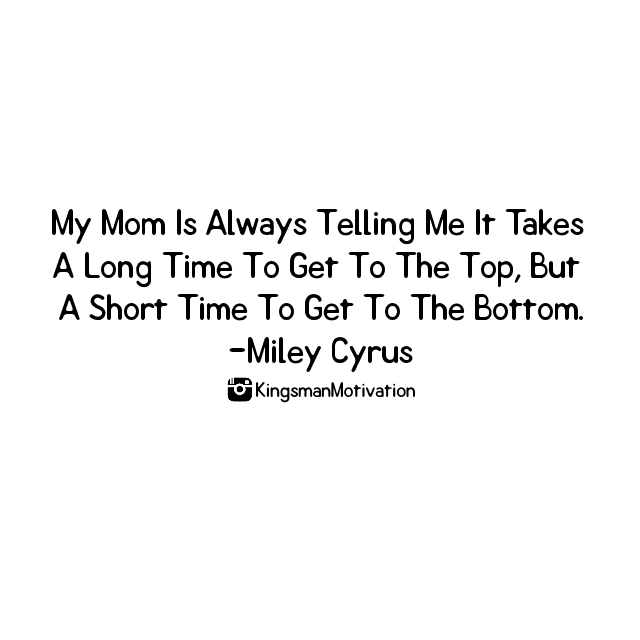 My Mom Is Always Telling Me It Takes
A Long Time To Get To The Top, But
A Short Time To Get To The Bottom.
-Miley Cyrus
KingsmanMotivation